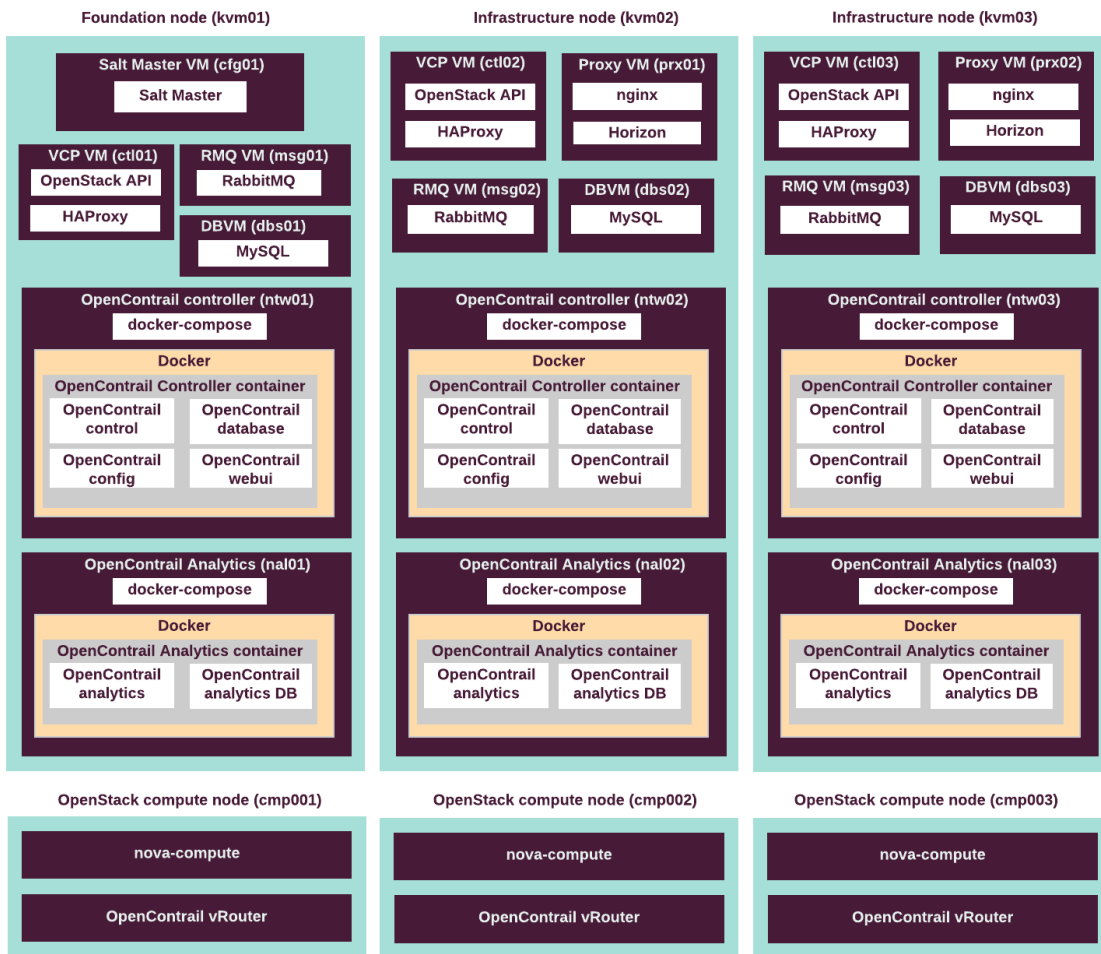 Foundation node (kvm01)
Salt Master VM (cfg01)
Salt Master
VCP VM (ctl01)
OpenStack API
HAProxy
RMQ VM (msg01)
RabbitMQ
DBVM (dbs01)
MySQL
OpenContrail controller (ntw01)
docker-compose
Docker
OpenContrail Controller container
OpenContrail
control
OpenContrail
database
OpenContrail
config
OpenContrail
webui
OpenContrail Analytics (nal01)
docker-compose
Docker
OpenContrail Analytics container
OpenContrail
analytics
OpenContrail
analytics DB
Infrastructure node (kvm02)
VCP VM (ctl02)
OpenStack API
HAProxy
Proxy VM (prx01)
nginx
Horizon
RMQ VM (msg02)
RabbitMQ
DBVM (dbs02)
MySQL
OpenContrail controller (ntw02)
docker-compose
Docker
OpenContrail Controller container
OpenContrail
control
OpenContrail
database
OpenContrail
config
OpenContrail
webui
OpenContrail Analytics (nal02)
docker-compose
Docker
OpenContrail Analytics container
OpenContrail
analytics
OpenContrail
analytics DB
Infrastructure node (kvm03)
VCP VM (ctl03)
OpenStack API
HAProxy
Proxy VM (prx02)
nginx
Horizon
RMQ VM (msg03)
RabbitMQ
DBVM (dbs03)
MySQL
OpenContrail controller (ntw03)
docker-compose
Docker
OpenContrail Controller container
OpenContrail
control
OpenContrail
database
OpenContrail
config
OpenContrail
webui
OpenContrail Analytics (nal03)
docker-compose
Docker
OpenContrail Analytics container
OpenContrail
analytics
OpenContrail
analytics DB
OpenStack compute node (cmp001)
nova-compute
OpenContrail vRouter
OpenStack compute node (cmp002)
nova-compute
OpenContrail vRouter
OpenStack compute node (cmp003)
nova-compute
OpenContrail vRouter